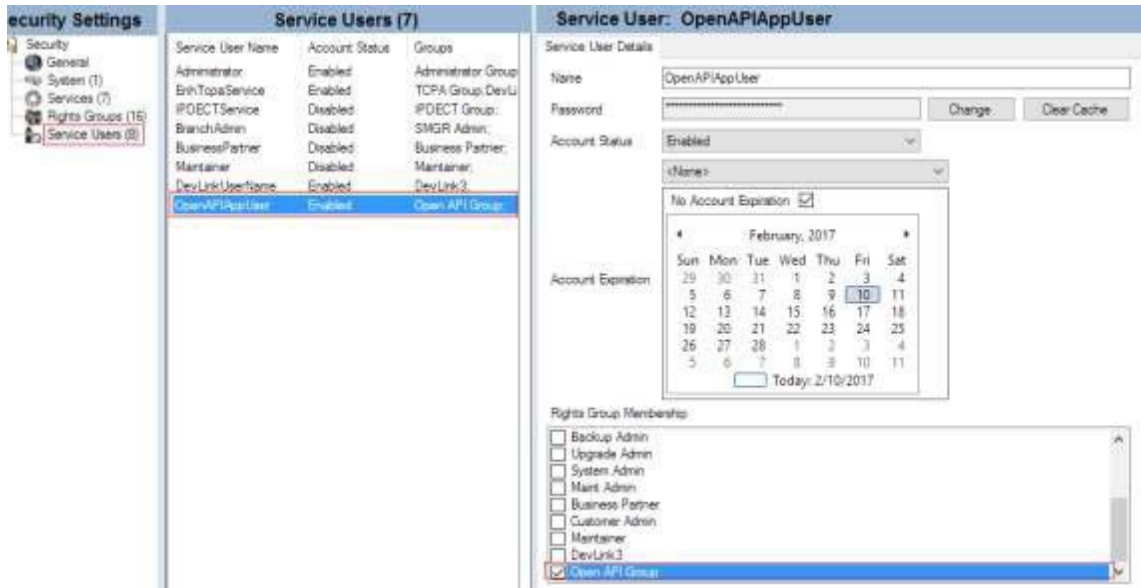 ecurity Settings
Security
General
System (1)
Services (7)
Rights Groups (16)
Service Users (8)
Service Users (7)
Service User Name Account Status Groups
Administrator Enabled Administrator Group
EnhTcpaService Enabled TCPA Group; DevLi
IPDECTService Disabled IPDECT Group;
BranchAdmin Disabled SMGR Admin;
BusinessPartner Disabled Business Partner;
Maintainer Disabled Maintainer;
DevLinkUserName Enabled DevLink3;
OpenAPIAppUser Enabled Open API Group;
Service User: OpenAPIAppUser
Service User Details
Name OpenAPIAppUser
Password Change Clear Cache
Account Status Enabled
<None>
No Account Expiration
February, 2017
Sun Mon Tue Wed Thu Fri Sat
29 30 31 1 2 3 4
5 6 7 8 9 10 11
12 13 14 15 16 17 18
19 20 21 22 23 24 25
26 27 28 1 2 3 4
5 6 7 8 9 10 11
Today: 2/10/2017
Account Expiration
Rights Group Membership
Backup Admin
Upgrade Admin
System Admin
Maint Admin
Business Partner
Customer Admin
Maintainer
DevLink3
Open API Group